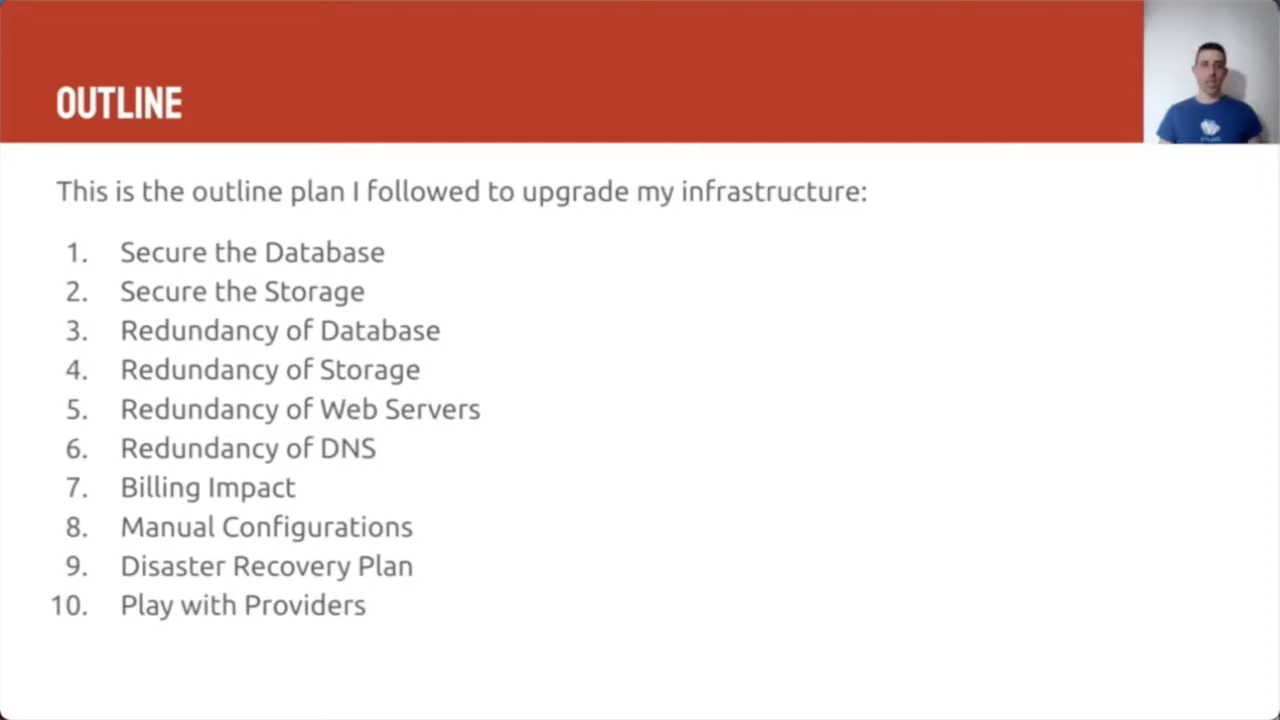 OUTLINE
This is the outline plan I followed to upgrade my infrastructure:
1. Secure the Database
2. Secure the Storage
3. Redundancy of Database
4. Redundancy of Storage
5. Redundancy of Web Servers
6. Redundancy of DNS
7. Billing Impact
8. Manual Configurations
9. Disaster Recovery Plan
10. Play with Providers